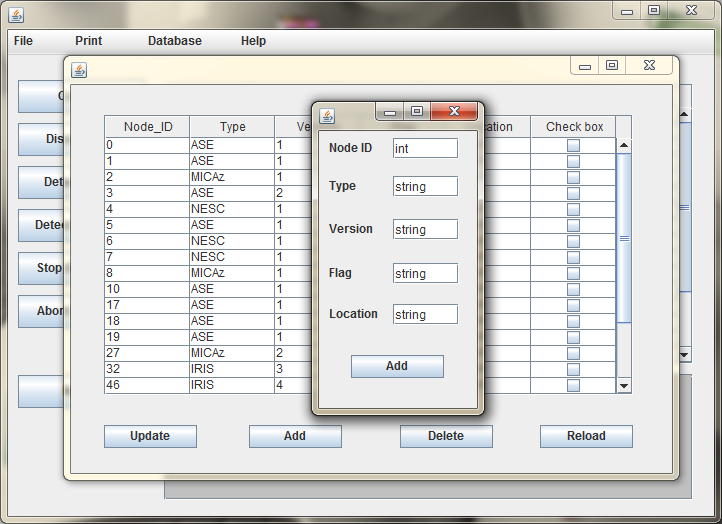 File Print Database Help
Node_ID Type Check box
0 ASE 1
1 ASE 1
2 MICAz 1
3 ASE 2
4 NESC 1
5 ASE 1
6 NESC 1
7 NESC 1
8 MICAz 1
10 ASE 1
17 ASE 1
18 ASE 1
19 ASE 1
27 MICAz 2
32 IRIS 3
46 IRIS 4
Update Add Delete Reload
Node ID int
Type string
Version string
Flag string
Location string
Add
Stop